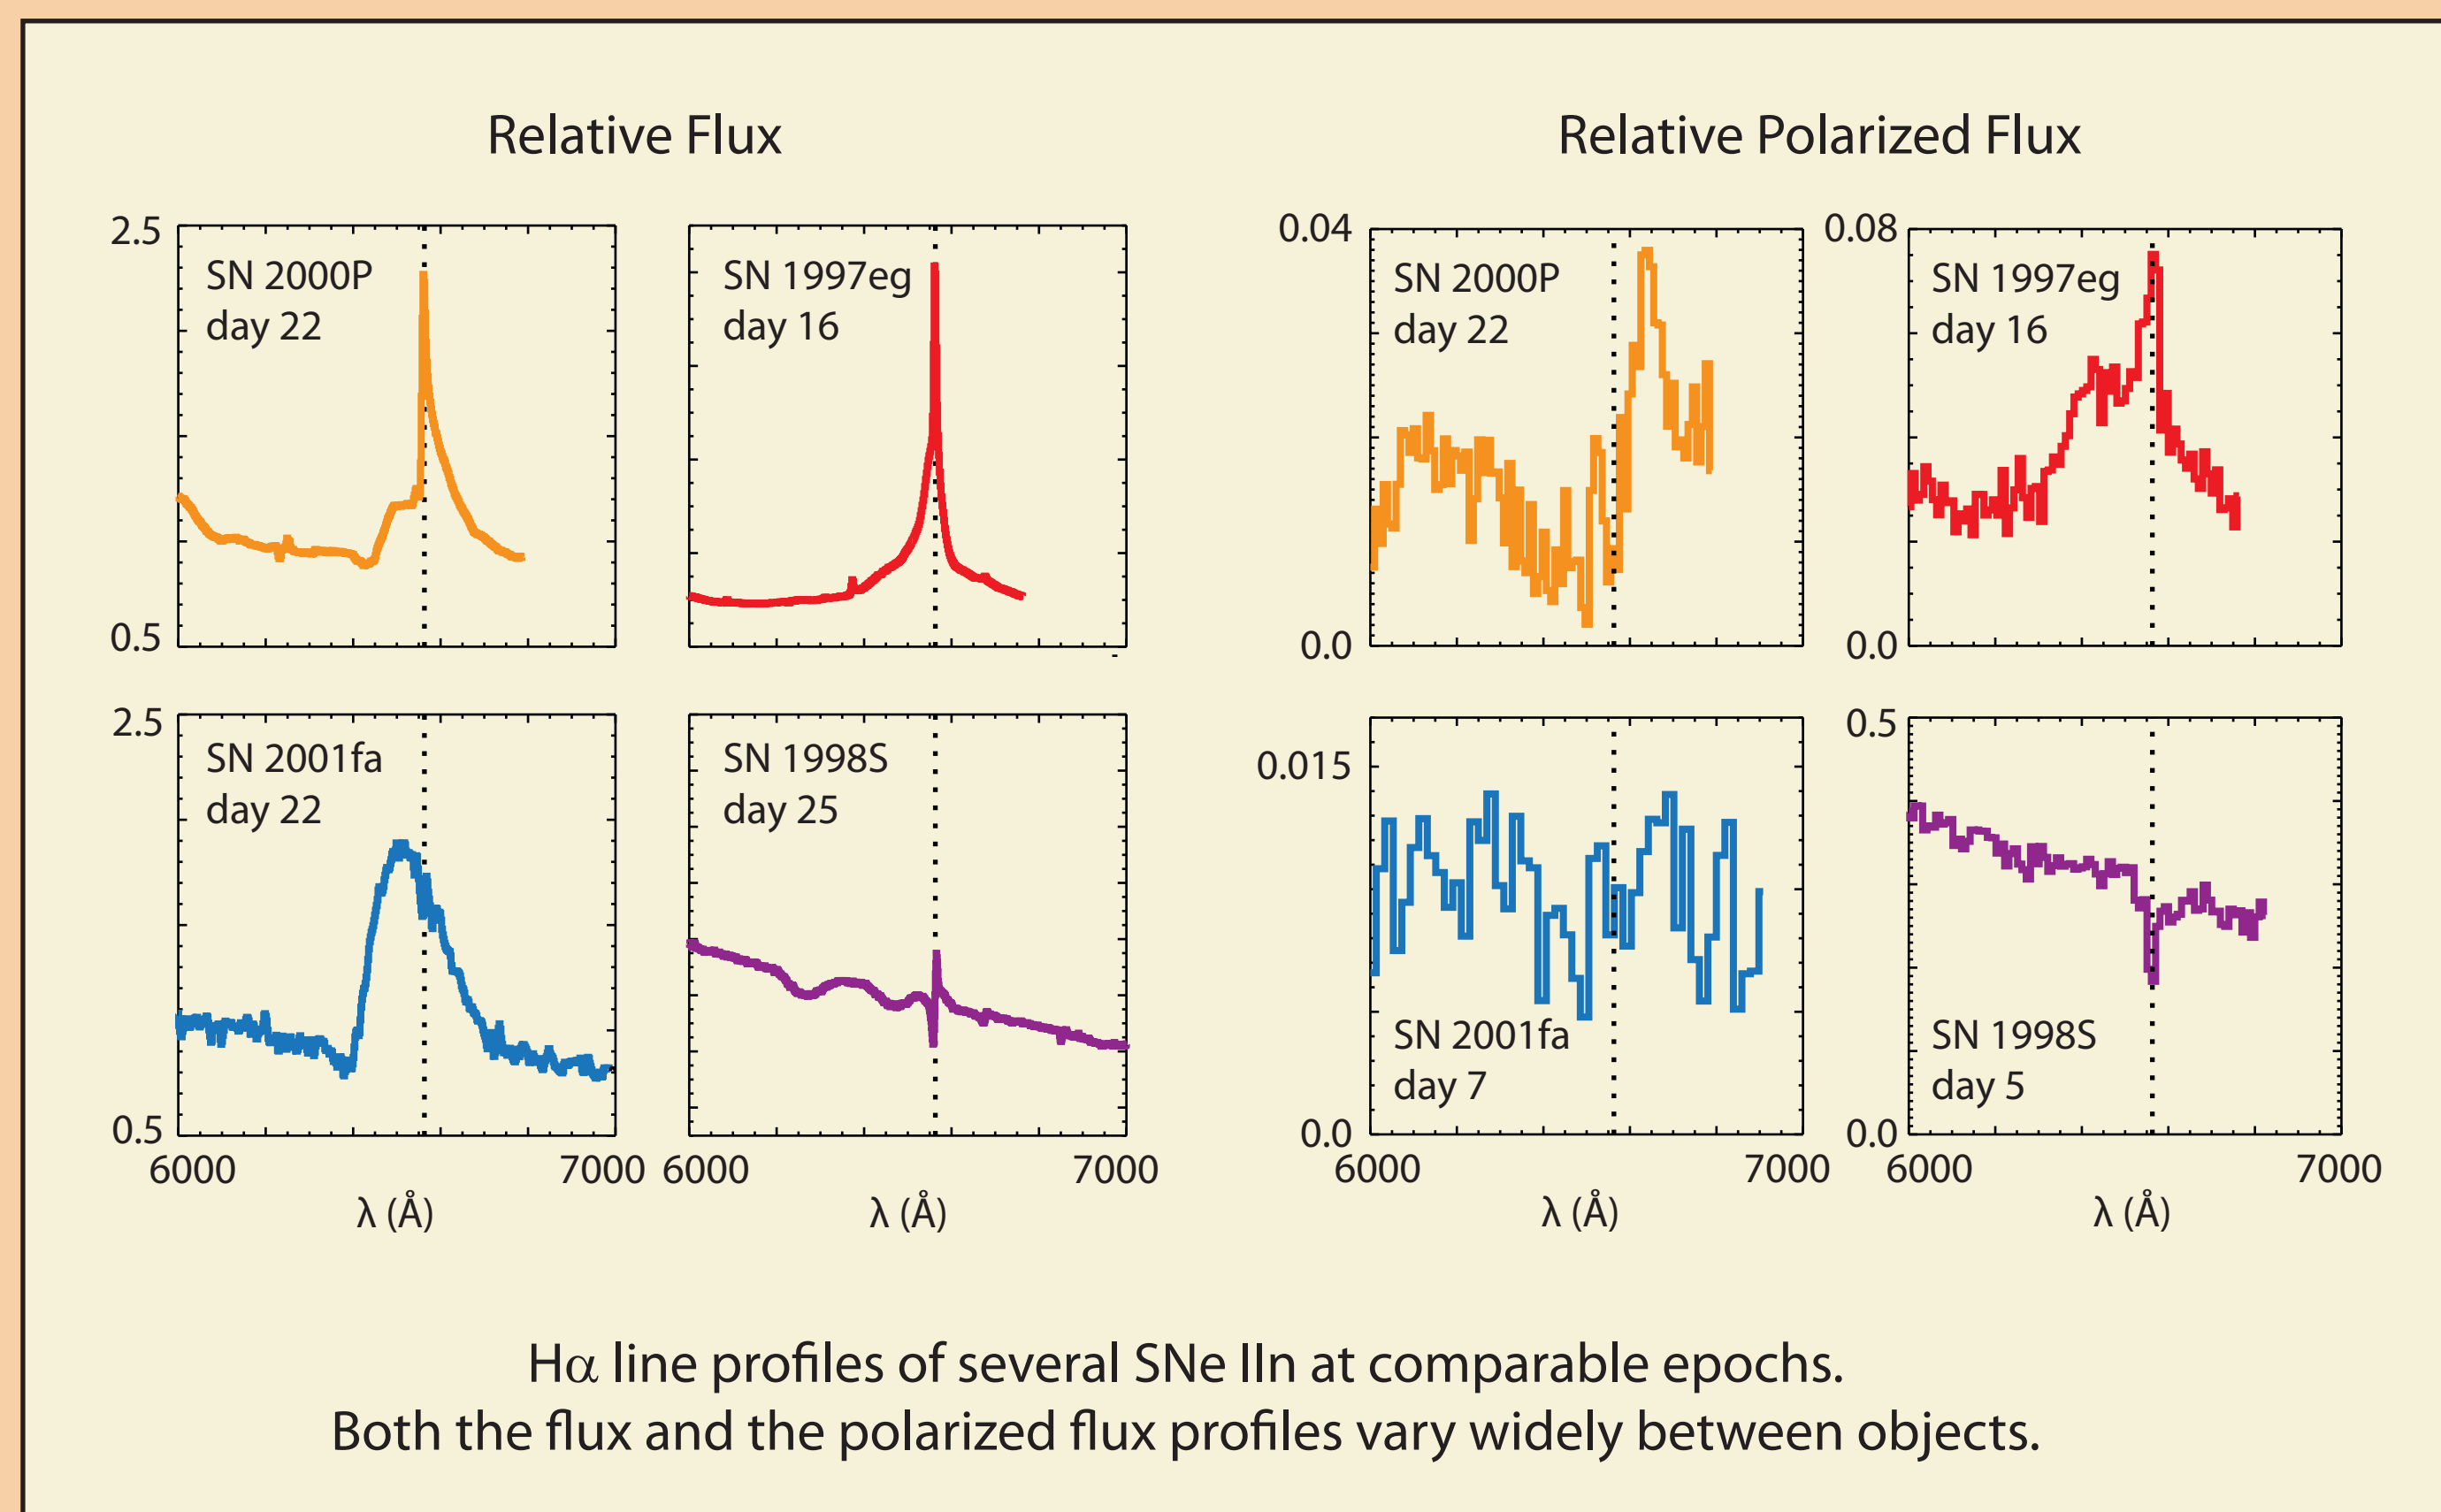 Relative Flux
Relative Polarized Flux
2.5
SN 2000P
day 22
0.5
SN 1997eg
day 16
0.04
SN 2000P
day 22
0.0
0.08
SN 1997eg
day 16
0.0
2.5
SN 2001fa
day 22
0.5
6000
7000
λ (Å)
SN 1998S
day 25
6000
7000
λ (Å)
0.015
SN 2001fa
day 7
0.0
6000
7000
λ (Å)
0.5
SN 1998S
day 5
0.0
6000
7000
λ (Å)
Hα line profiles of several SNe IIn at comparable epochs.
Both the flux and the polarized flux profiles vary widely between objects.